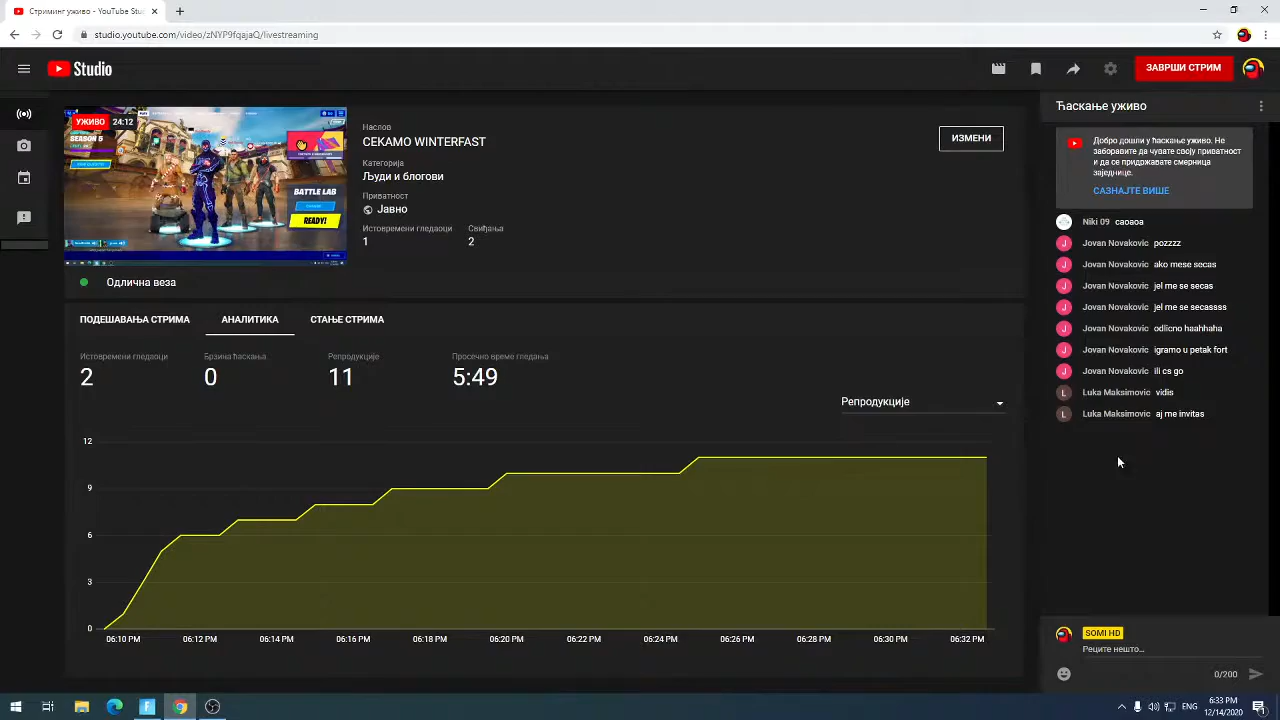 Стриминг уживо - YouTube Stu
studio.youtube.com/video/zNYP9fqajaQ/livestreaming
Studio
ЗАВРШИ СТРИМ
УЖИВО 24:12
SEASON 5
BATTLE LAB
READY!
Наслов
CEKAMO WINTERFAST
ИЗМЕНИ
Категорија
Људи и блогови
Приватност
Јавно
Истовремени гледаоци Свиђања
1 2
Одлична веза
ПОДЕШАВАЊА СТРИМА АНАЛИТИКА СТАЊЕ СТРИМА
Истовремени гледаоци Брзина ћаскања Репродукције Просечно време гледања
2 0 11 5:49
Репродукције
12
9
6
3
0
06:10 PM 06:12 PM 06:14 PM 06:16 PM 06:18 PM 06:20 PM 06:22 PM 06:24 PM 06:26 PM 06:28 PM 06:30 PM 06:32 PM
Ћаскање уживо
Добро дошли у ћаскање уживо. Не
заборавите да чувате своју приватност
и да се придржавате смерница
заједнице.
САЗНАЈТЕ ВИШЕ
Niki 09 caoaoa
J Jovan Novakovic pozzzz
J Jovan Novakovic ako mese secas
J Jovan Novakovic jel me se secas
J Jovan Novakovic jel me se secassss
J Jovan Novakovic odlicno haahhaha
J Jovan Novakovic igramo u petak fort
J Jovan Novakovic ili cs go
L Luka Maksimovic vidis
L Luka Maksimovic aj me invitas
SOMI HD
Реците нешто...
0/200
ENG
6:33 PM
12/14/2020